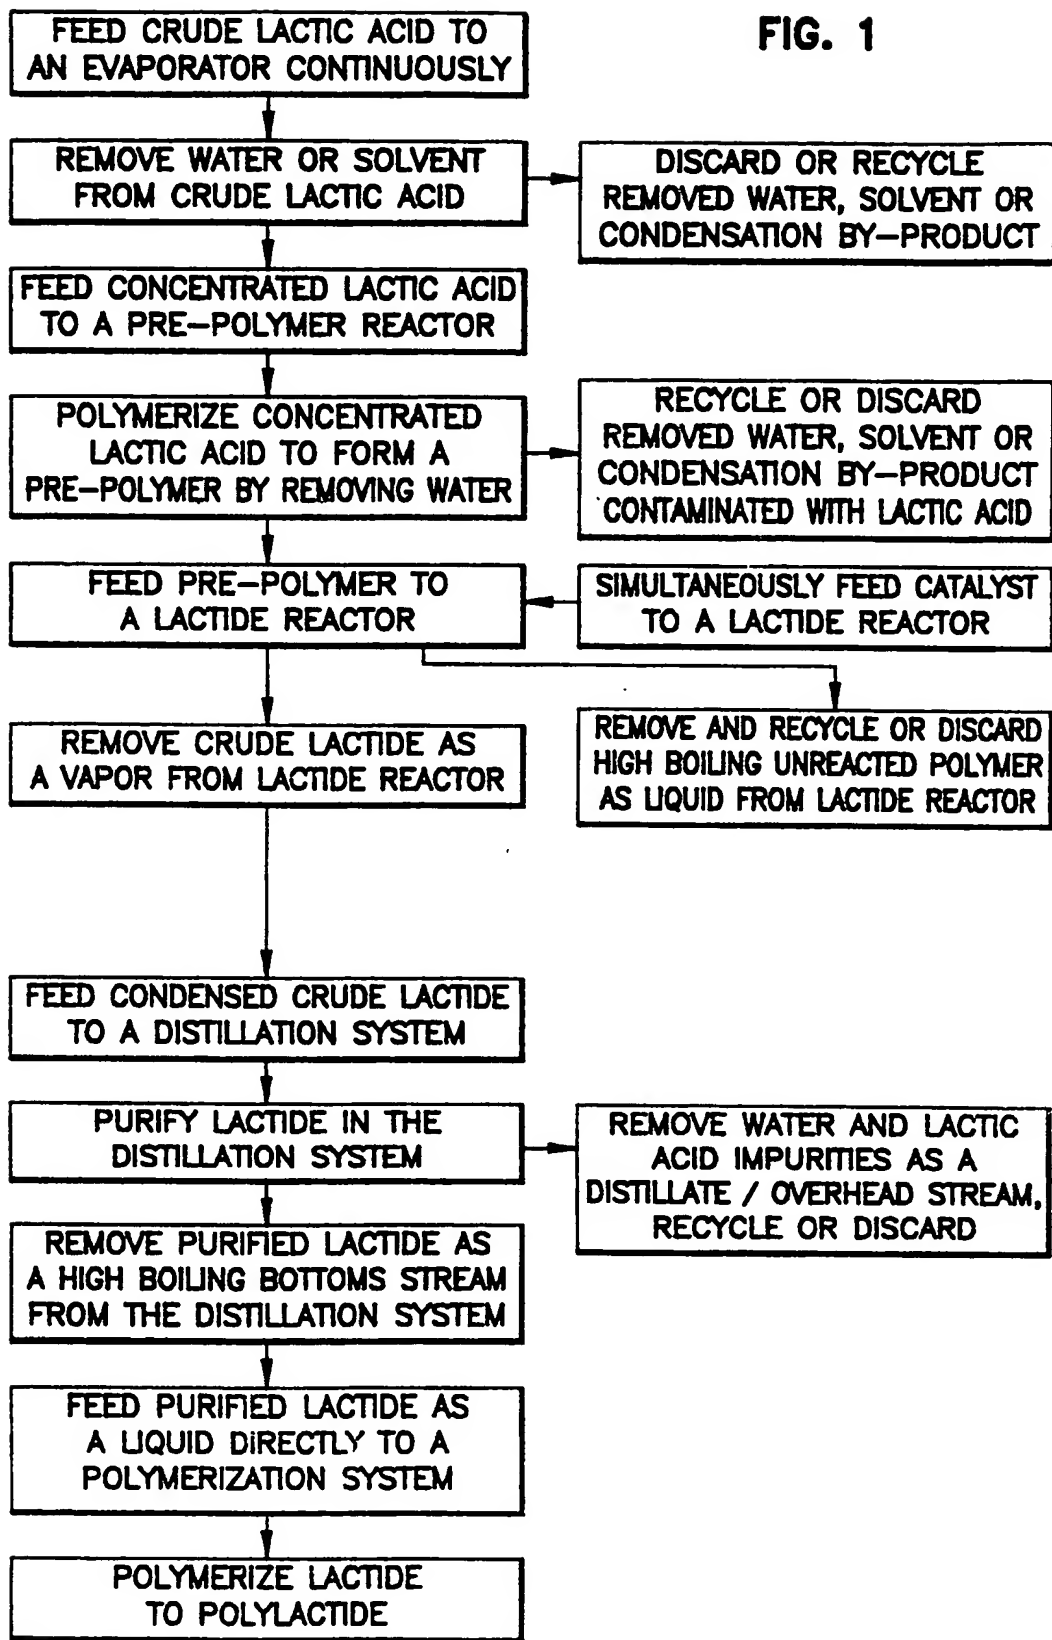 FIG. 1
FEED CRUDE LACTIC ACID TO
AN EVAPORATOR CONTINUOUSLY
REMOVE WATER OR SOLVENT
FROM CRUDE LACTIC ACID
DISCARD OR RECYCLE
REMOVED WATER, SOLVENT OR
CONDENSATION BY-PRODUCT
FEED CONCENTRATED LACTIC ACID
TO A PRE-POLYMER REACTOR
POLYMERIZE CONCENTRATED
LACTIC ACID TO FORM A
PRE-POLYMER BY REMOVING WATER
RECYCLE OR DISCARD
REMOVED WATER, SOLVENT OR
CONDENSATION BY-PRODUCT
CONTAMINATED WITH LACTIC ACID
FEED PRE-POLYMER TO
A LACTIDE REACTOR
SIMULTANEOUSLY FEED CATALYST
TO A LACTIDE REACTOR
REMOVE CRUDE LACTIDE AS
A VAPOR FROM LACTIDE REACTOR
REMOVE AND RECYCLE OR DISCARD
HIGH BOILING UNREACTED POLYMER
AS LIQUID FROM LACTIDE REACTOR
FEED CONDENSED CRUDE LACTIDE
TO A DISTILLATION SYSTEM
PURIFY LACTIDE IN THE
DISTILLATION SYSTEM
REMOVE WATER AND LACTIC
ACID IMPURITIES AS A
DISTILLATE / OVERHEAD STREAM,
RECYCLE OR DISCARD
REMOVE PURIFIED LACTIDE AS
A HIGH BOILING BOTTOMS STREAM
FROM THE DISTILLATION SYSTEM
FEED PURIFIED LACTIDE AS
A LIQUID DIRECTLY TO A
POLYMERIZATION SYSTEM
POLYMERIZE LACTIDE
TO POLYLACTIDE